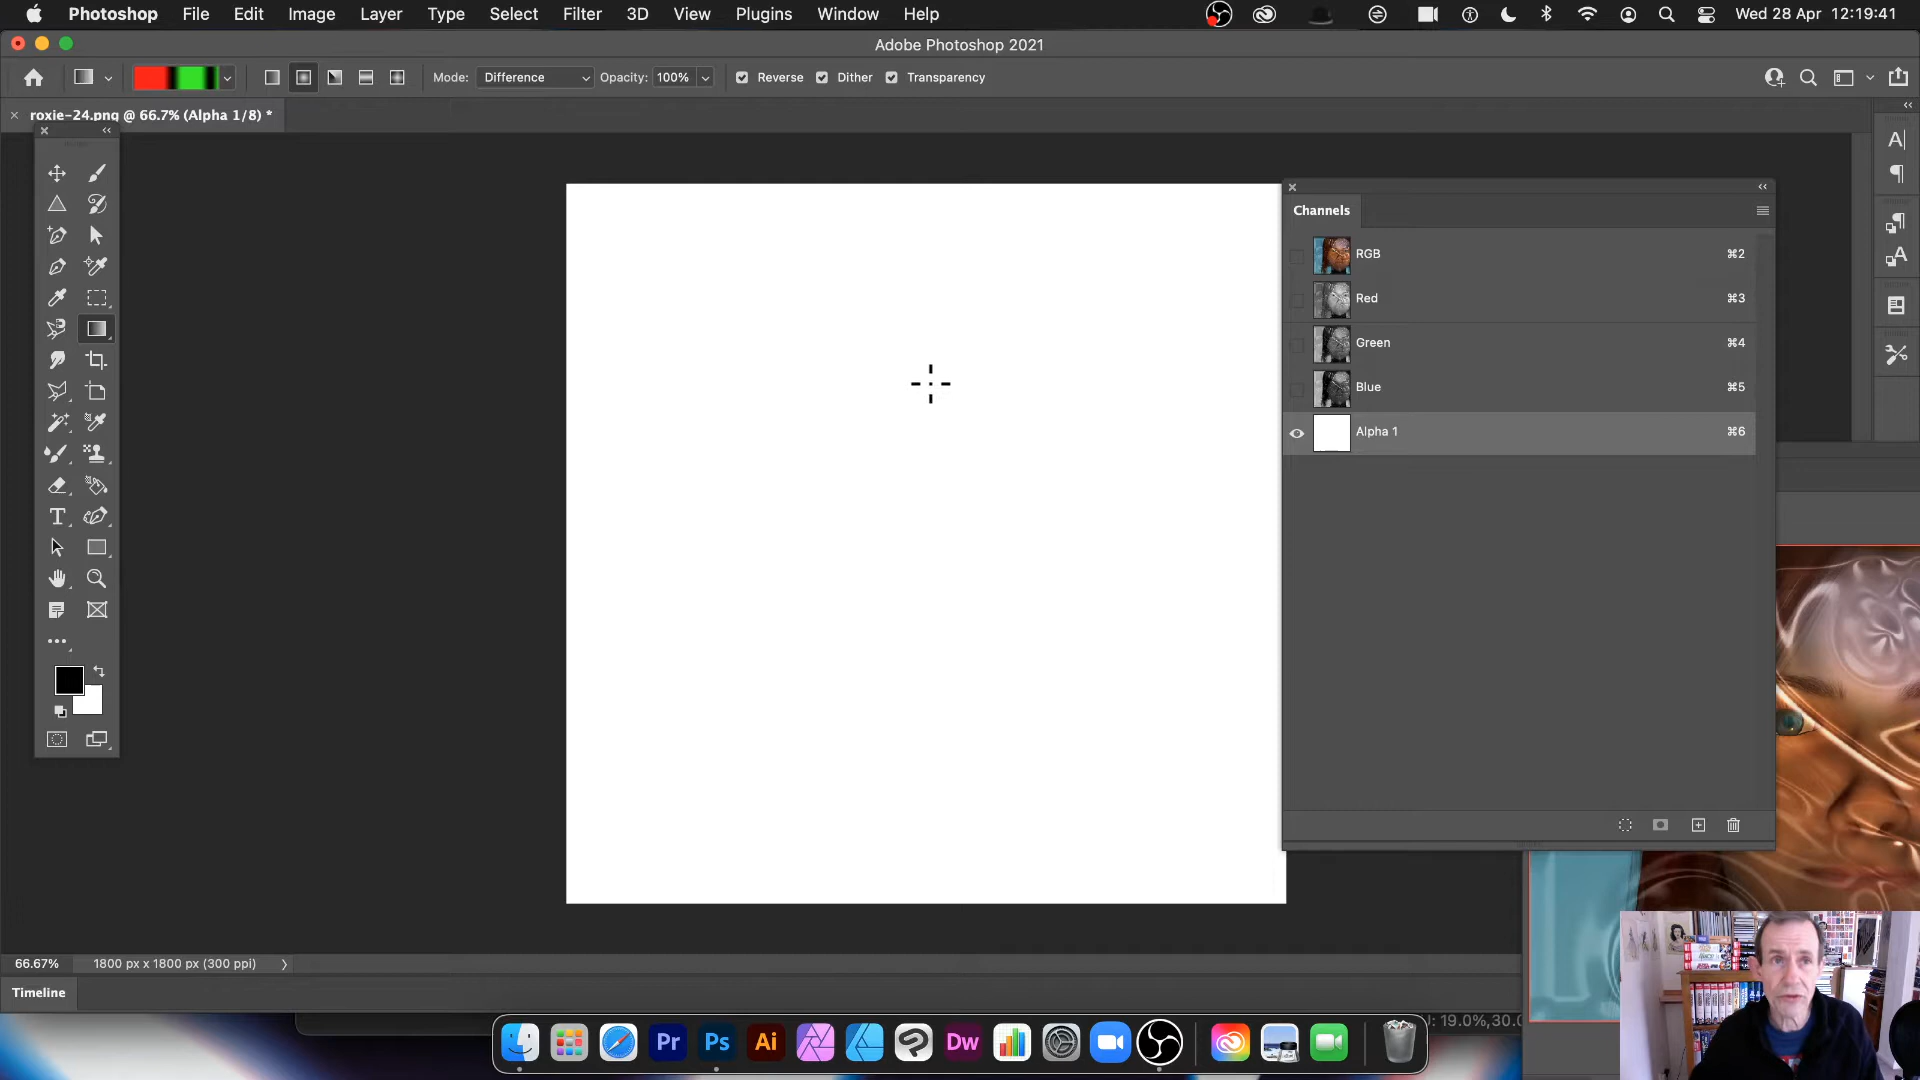 Photoshop File Edit Image Layer Type Select Filter 3D View Plugins Window Help Wed 28 Apr 12:19:41
Adobe Photoshop 2021
Mode: Difference Opacity: 100% Reverse Dither Transparency
roxie-24.png @ 66.7% (Alpha 1/8) *
Channels
RGB ⌘2
Red ⌘3
Green ⌘4
Blue ⌘5
Alpha 1 ⌘6
66.67% 1800 px x 1800 px (300 ppi)
Timeline
Pr Ps Ai Dw